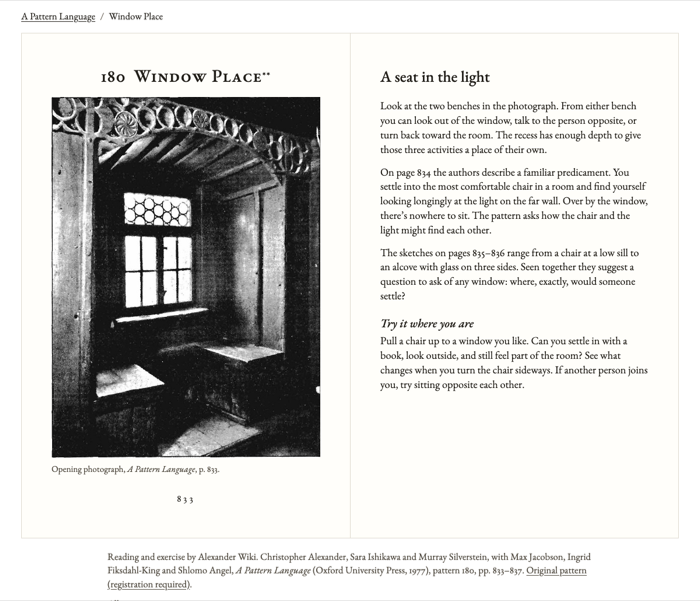 A Pattern Language / Window Place
180 Window Place**
Opening photograph, A Pattern Language, p. 833.
833
A seat in the light
Look at the two benches in the photograph. From either bench
you can look out of the window, talk to the person opposite, or
turn back toward the room. The recess has enough depth to give
those three activities a place of their own.
On page 834 the authors describe a familiar predicament. You
settle into the most comfortable chair in a room and find yourself
looking longingly at the light on the far wall. Over by the window,
there’s nowhere to sit. The pattern asks how the chair and the
light might find each other.
The sketches on pages 835–836 range from a chair at a low sill to
an alcove with glass on three sides. Seen together they suggest a
question to ask of any window: where, exactly, would someone
settle?
Try it where you are
Pull a chair up to a window you like. Can you settle in with a
book, look outside, and still feel part of the room? See what
changes when you turn the chair sideways. If another person joins
you, try sitting opposite each other.
Reading and exercise by Alexander Wiki. Christopher Alexander, Sara Ishikawa and Murray Silverstein, with Max Jacobson, Ingrid
Fiksdahl-King and Shlomo Angel, A Pattern Language (Oxford University Press, 1977), pattern 180, pp. 833–837. Original pattern
(registration required).